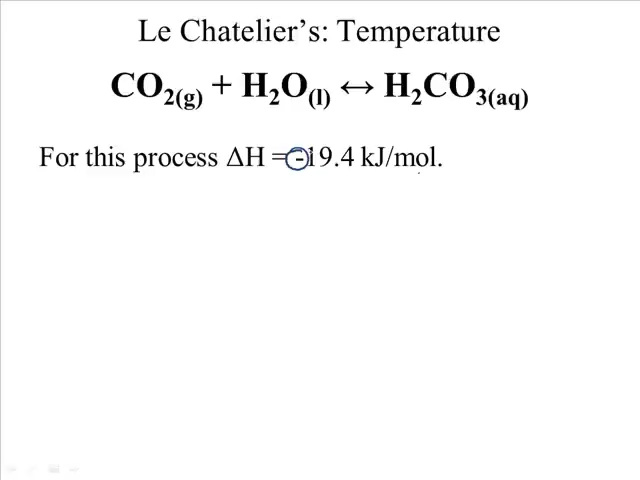 Le Chatelier's: Temperature
CO₂(g) + H₂O(l) ↔ H₂CO₃(aq)
For this process ΔH = -19.4 kJ/mol.